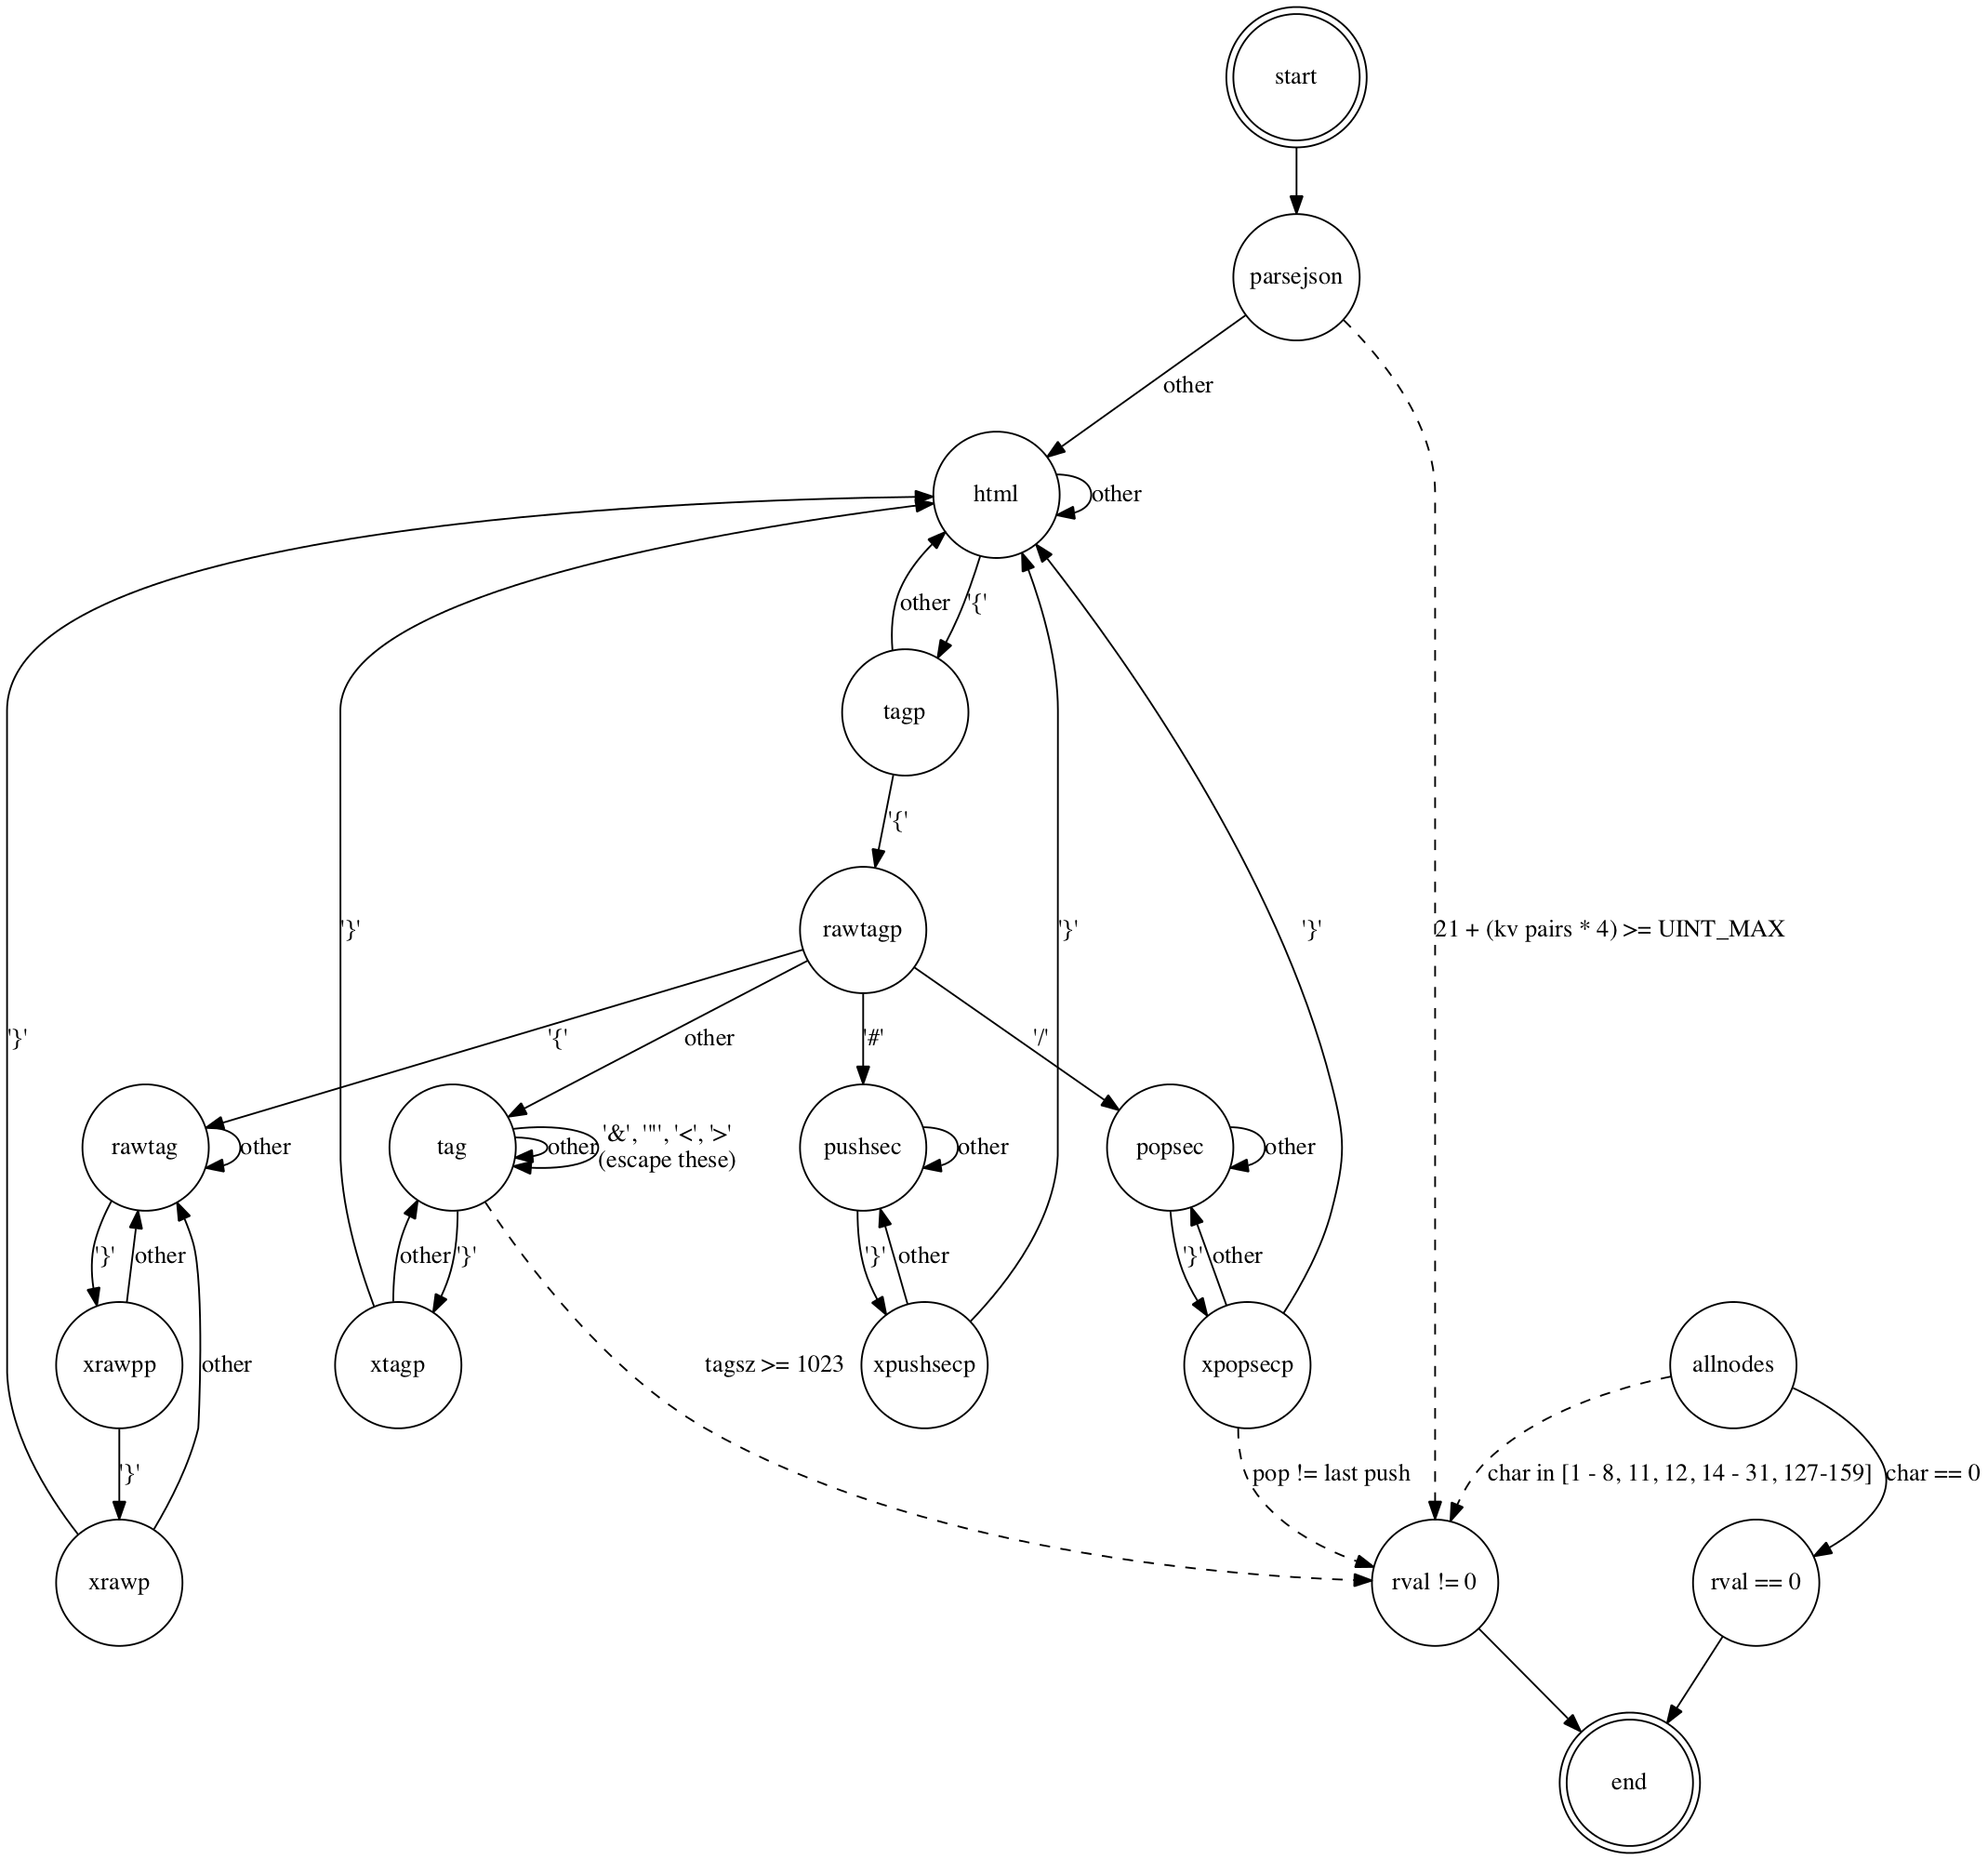 start
parsejson
other
html
other
other
'{'
tagp
'{'
rawtagp
'}'
'}'
'}'
21 + (kv pairs * 4) >= UINT_MAX
'}'
'{'
other
'#'
'/'
rawtag
other
tag
other
'&', '"', '<', '>'
(escape these)
pushsec
other
popsec
other
'}'
other
other
'}'
'}'
other
'}'
other
xrawpp
other
xtagp
tagsz >= 1023
xpushsecp
xpopsecp
allnodes
'}'
pop != last push
char in [1 - 8, 11, 12, 14 - 31, 127-159]
char == 0
xrawp
rval != 0
rval == 0
end